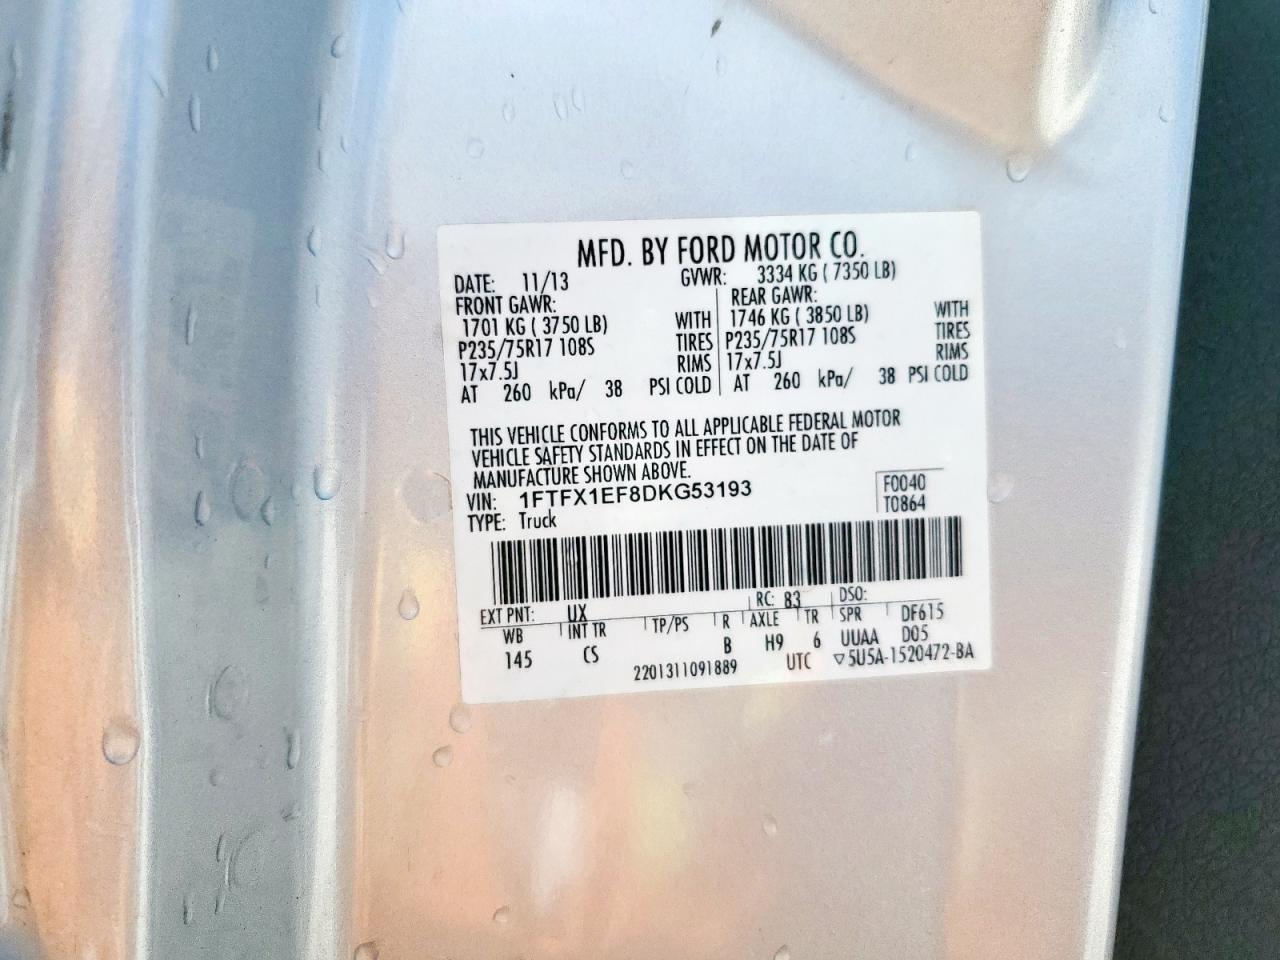 MFD. BY FORD MOTOR CO.
DATE: 11/13 GVWR: 3334 KG ( 7350 LB)
FRONT GAWR: REAR GAWR:
1701 KG ( 3750 LB) WITH 1746 KG ( 3850 LB) WITH
P235/75R17 108S TIRES P235/75R17 108S TIRES
17x7.5J RIMS 17x7.5J RIMS
AT 260 kPa/ 38 PSI COLD AT 260 kPa/ 38 PSI COLD
THIS VEHICLE CONFORMS TO ALL APPLICABLE FEDERAL MOTOR
VEHICLE SAFETY STANDARDS IN EFFECT ON THE DATE OF
MANUFACTURE SHOWN ABOVE.
VIN: 1FTFX1EF8DKG53193 F0040
TYPE: Truck T0864
EXT PNT: UX RC: 83 DSO:
WB INT TR TP/PS R AXLE TR SPR DF615
145 CS B H9 6 UUAA D05
2201311091889 UTC ▽5U5A-1520472-BA